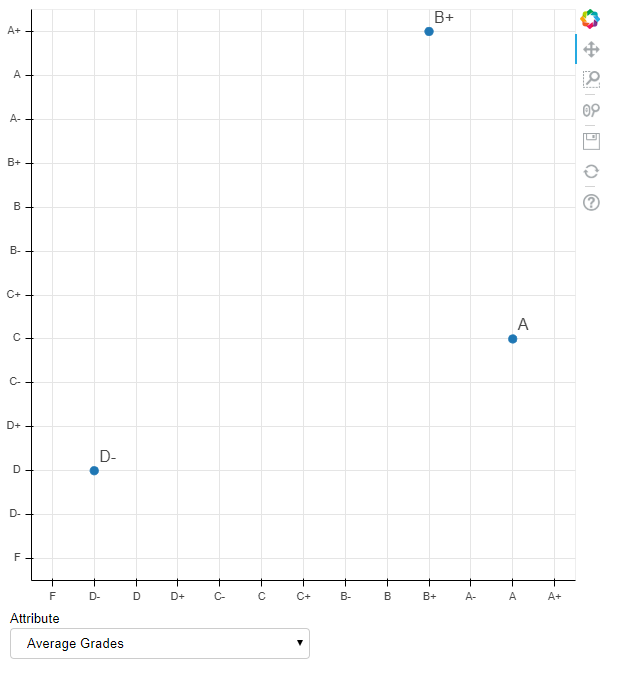 A+
B+
A
A-
B+
B
B-
C+
A
C
C-
D+
D-
D
D-
F
F D- D D+ C- C C+ B- B B+ A- A A+
Attribute
Average Grades